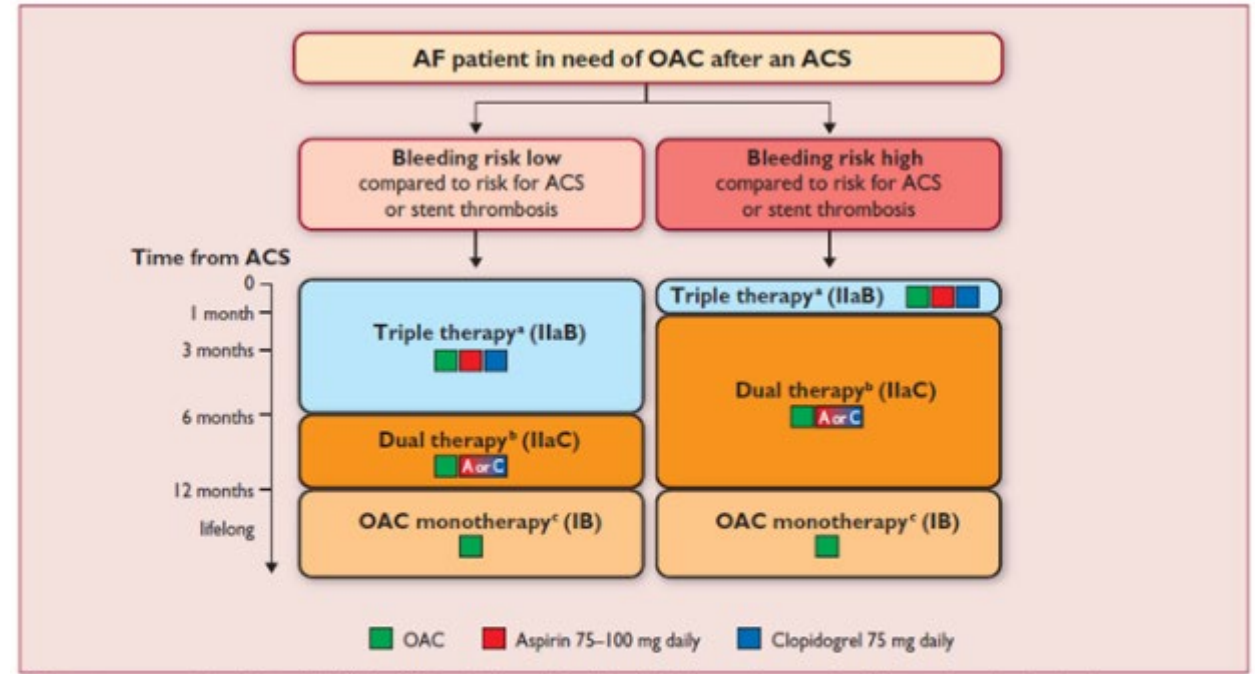 AF patient in need of OAC after an ACS
Bleeding risk low
compared to risk for ACS
or stent thrombosis
Bleeding risk high
compared to risk for ACS
or stent thrombosis
Time from ACS
0
1 month
3 months
6 months
12 months
lifelong
Triple therapyᵃ (IIaB)
Dual therapyᵇ (IIaC)
A or C
OAC monotherapyᶜ (IB)
Triple therapyᵃ (IIaB)
Dual therapyᵇ (IIaC)
A or C
OAC monotherapyᶜ (IB)
OAC Aspirin 75–100 mg daily Clopidogrel 75 mg daily